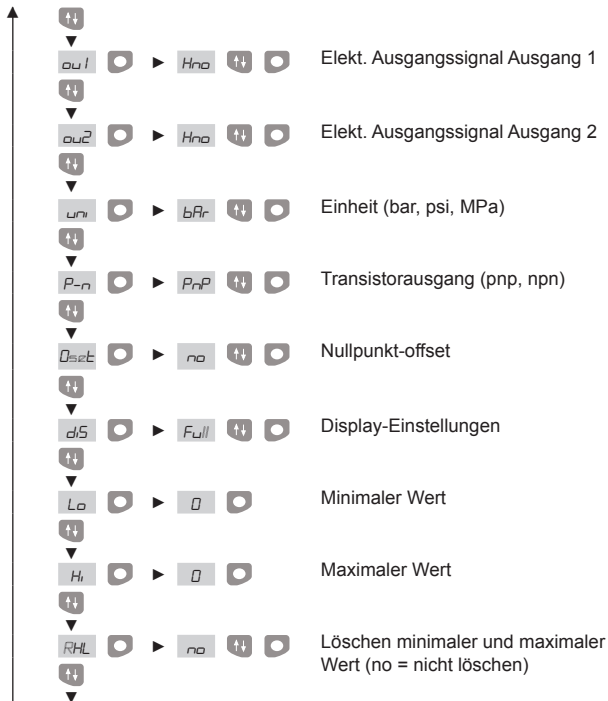 ou1 Hno Elekt. Ausgangssignal Ausgang 1
ou2 Hno Elekt. Ausgangssignal Ausgang 2
uni bAr Einheit (bar, psi, MPa)
P-n PnP Transistorausgang (pnp, npn)
0set no Nullpunkt-offset
diS Full Display-Einstellungen
Lo 0 Minimaler Wert
Hi 0 Maximaler Wert
RHL no Löschen minimaler und maximaler
Wert (no = nicht löschen)